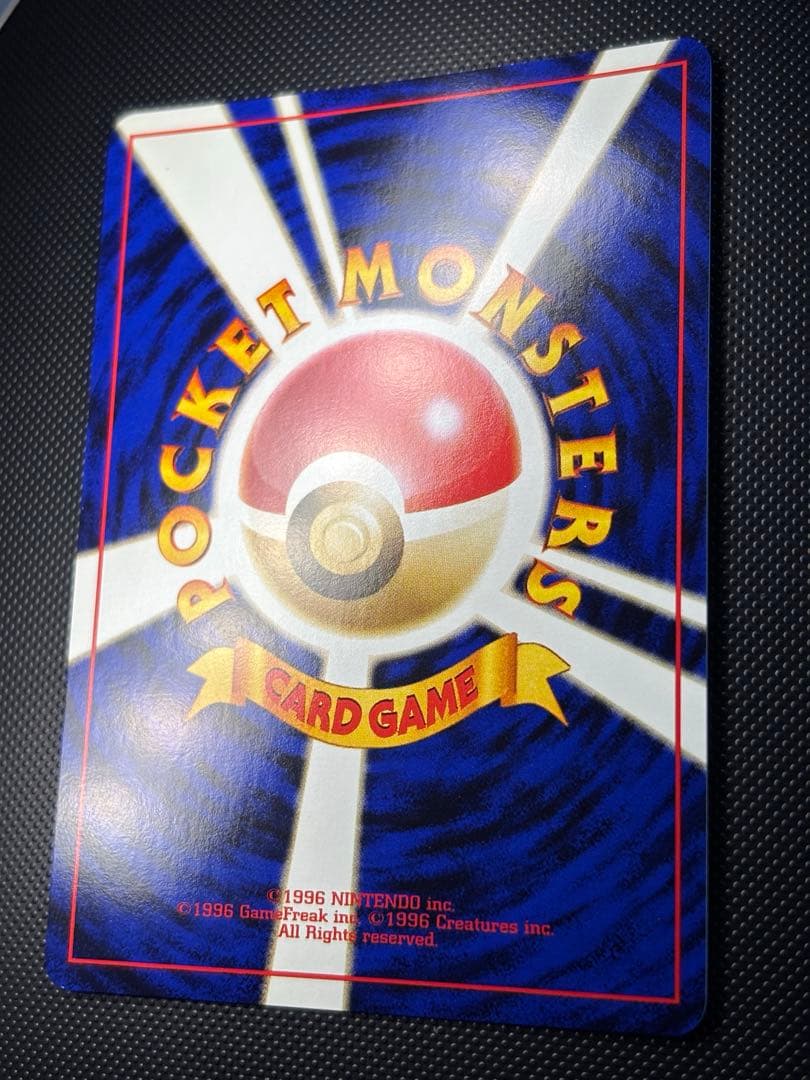 POCKET MONSTERS
CARD GAME
©1996 NINTENDO inc.
©1996 GameFreak inc. ©1996 Creatures inc.
All Rights reserved.